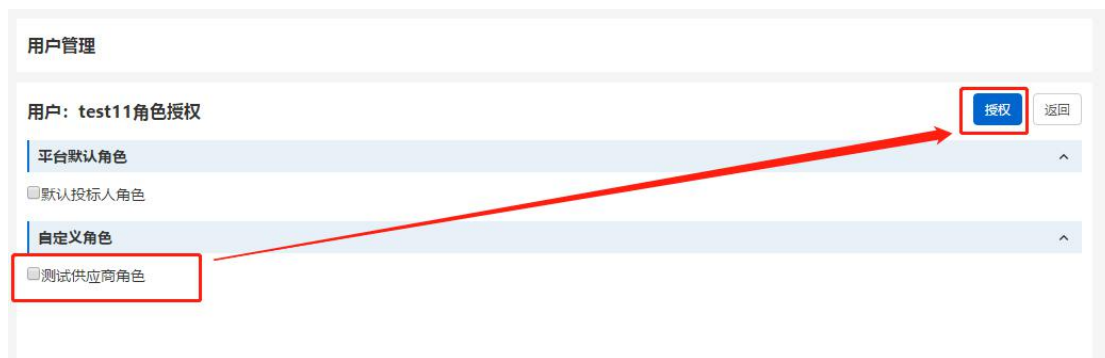 用户管理
用户：test11角色授权
授权
返回
平台默认角色
默认投标人角色
自定义角色
测试供应商角色